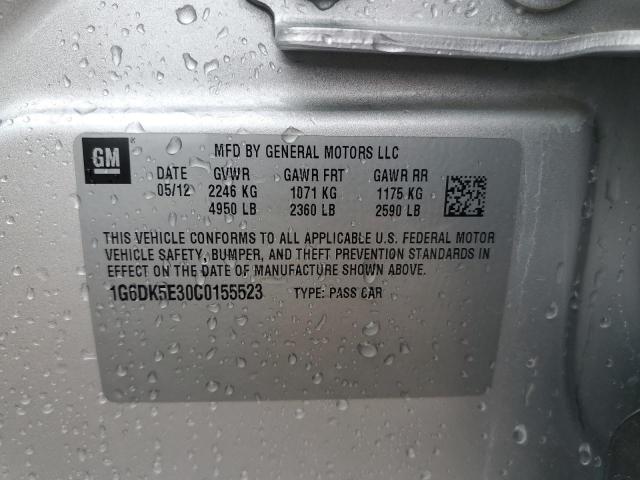 GM
MFD BY GENERAL MOTORS LLC
DATE GVWR GAWR FRT GAWR RR
05/12 2246 KG 1071 KG 1175 KG
4950 LB 2360 LB 2590 LB
THIS VEHICLE CONFORMS TO ALL APPLICABLE U.S. FEDERAL MOTOR
VEHICLE SAFETY, BUMPER, AND THEFT PREVENTION STANDARDS IN
EFFECT ON THE DATE OF MANUFACTURE SHOWN ABOVE.
1G6DK5E30C0155523 TYPE: PASS CAR